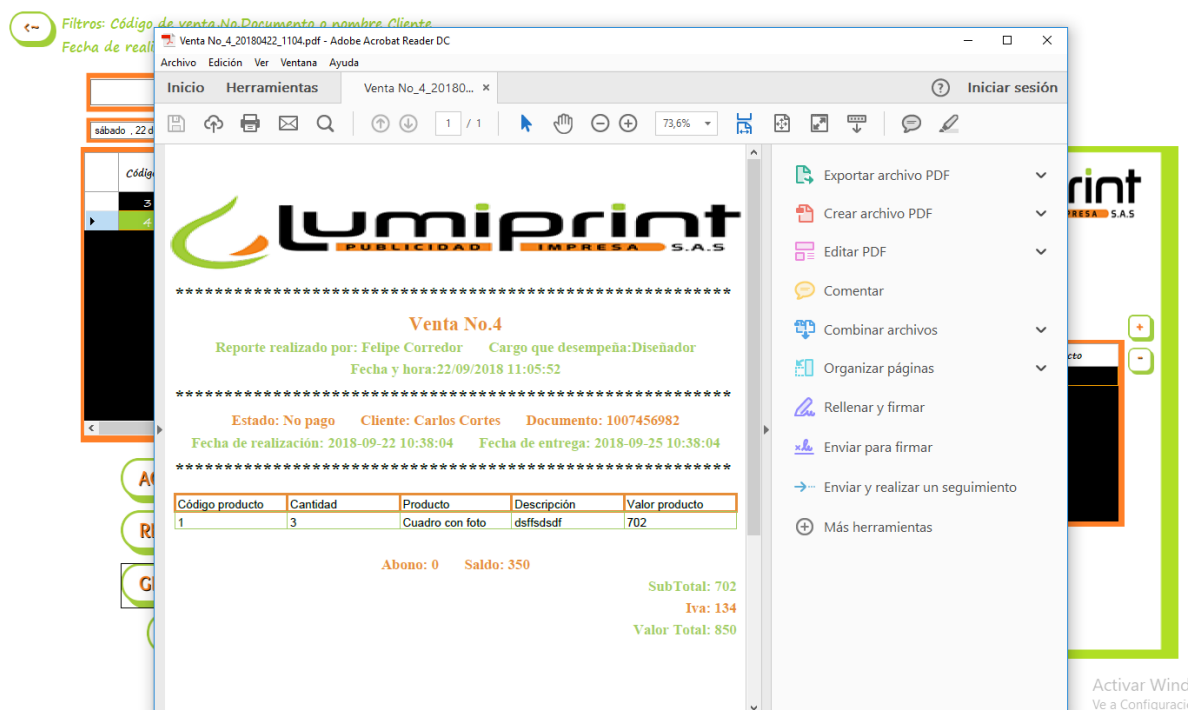 <~
Filtros: Código de venta,No.Documento o nombre Cliente
Fecha de reali
Venta No_4_20180422_1104.pdf - Adobe Acrobat Reader DC
Archivo Edición Ver Ventana Ayuda
Inicio Herramientas Venta No_4_20180... × Iniciar sesión
1 / 1 73,6%
sábado , 22 d
Códig
3
4
Lumiprint
PUBLICIDAD IMPRESA S.A.S
************************************************************
Venta No.4
Reporte realizado por: Felipe Corredor Cargo que desempeña:Diseñador
Fecha y hora:22/09/2018 11:05:52
************************************************************
Estado: No pago Cliente: Carlos Cortes Documento: 1007456982
Fecha de realización: 2018-09-22 10:38:04 Fecha de entrega: 2018-09-25 10:38:04
************************************************************
Código producto Cantidad Producto Descripción Valor producto
1 3 Cuadro con foto dsffsdsdf 702
Abono: 0 Saldo: 350
SubTotal: 702
Iva: 134
Valor Total: 850
Exportar archivo PDF
Crear archivo PDF
Editar PDF
Comentar
Combinar archivos
Organizar páginas
Rellenar y firmar
Enviar para firmar
Enviar y realizar un seguimiento
Más herramientas
rint
RESA S.A.S
+
-
cto
Activar Wind
Ve a Configuració